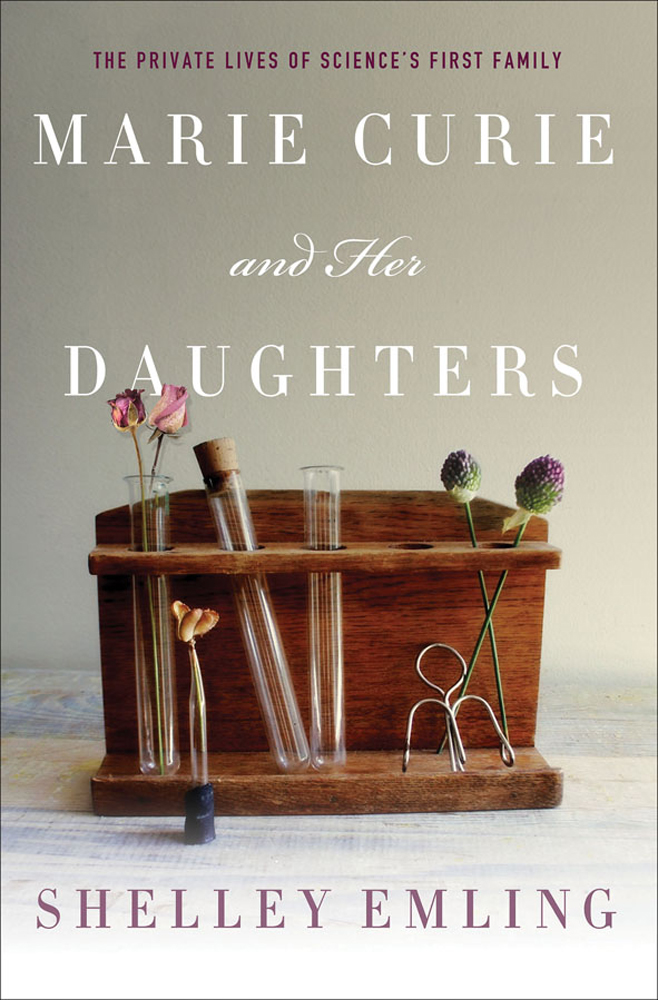 THE PRIVATE LIVES OF SCIENCE'S FIRST FAMILY
MARIE CURIE
and Her
DAUGHTERS
SHELLEY EMLING